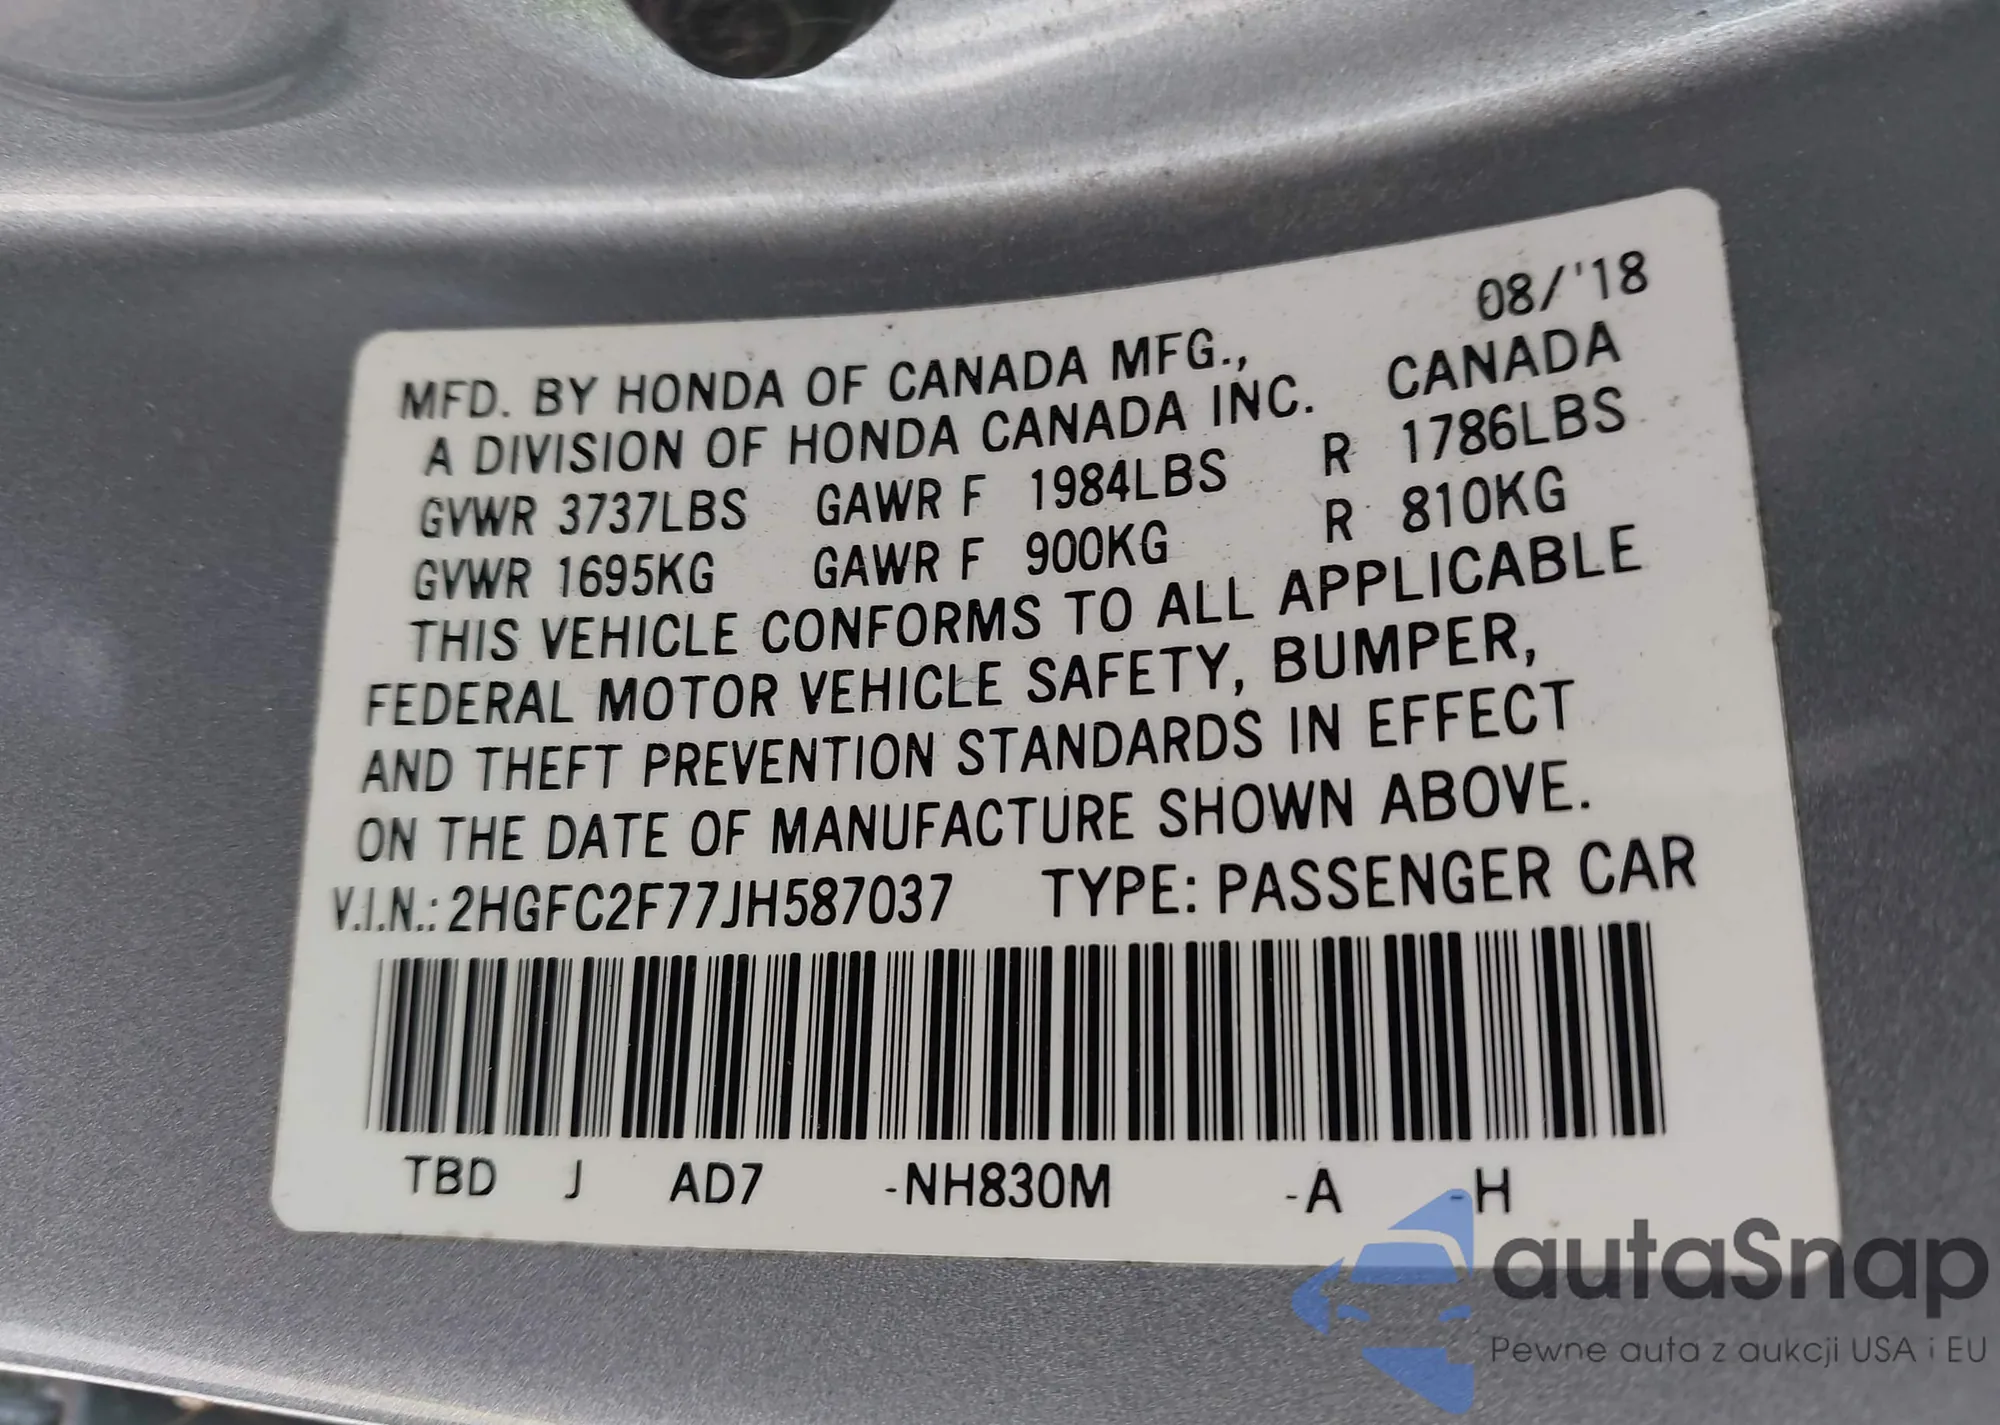 08/'18
MFD. BY HONDA OF CANADA MFG., CANADA
A DIVISION OF HONDA CANADA INC.
GVWR 3737LBS GAWR F 1984LBS R 1786LBS
GVWR 1695KG GAWR F 900KG R 810KG
THIS VEHICLE CONFORMS TO ALL APPLICABLE
FEDERAL MOTOR VEHICLE SAFETY, BUMPER,
AND THEFT PREVENTION STANDARDS IN EFFECT
ON THE DATE OF MANUFACTURE SHOWN ABOVE.
V.I.N.: 2HGFC2F77JH587037 TYPE: PASSENGER CAR
TBD J AD7 -NH830M -A -H
autaSnap
Pewne auta z aukcji USA i EU